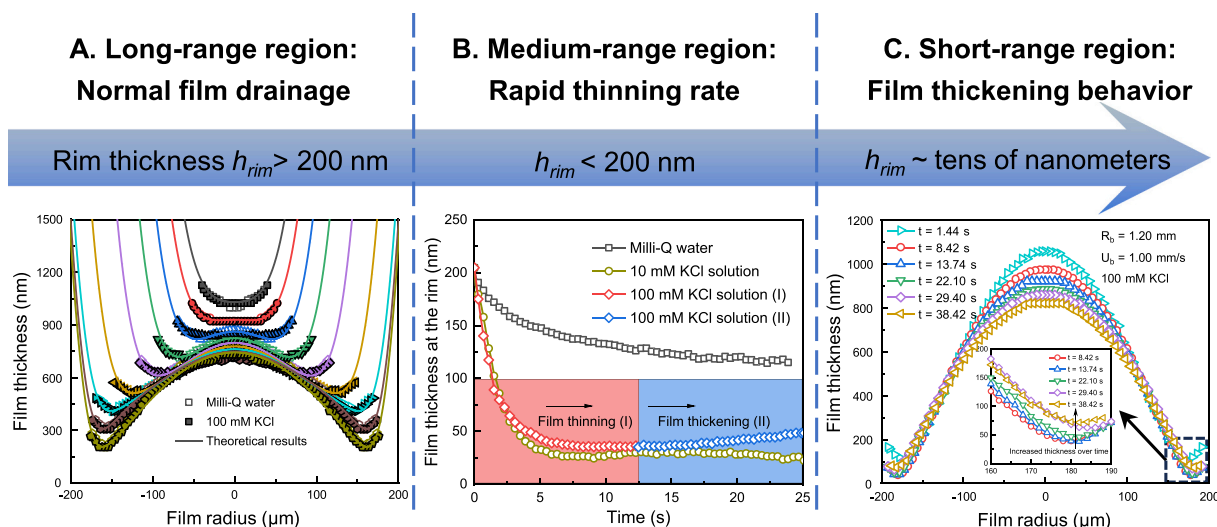 A. Long-range region:
Normal film drainage
B. Medium-range region:
Rapid thinning rate
C. Short-range region:
Film thickening behavior
Rim thickness hrim > 200 nm
hrim < 200 nm
hrim ~ tens of nanometers
Film thickness (nm)
1500
1200
900
600
300
0
-200
-100
0
100
200
Film radius (μm)
Milli-Q water
100 mM KCl
Theoretical results
Film thickness at the rim (nm)
250
200
150
100
50
0
0
5
10
15
20
25
Time (s)
Milli-Q water
10 mM KCl solution
100 mM KCl solution (I)
100 mM KCl solution (II)
Film thinning (I)
Film thickening (II)
Film thickness (nm)
1200
1000
800
600
400
200
0
-200
-100
0
100
200
Film radius (μm)
t = 1.44 s
t = 8.42 s
t = 13.74 s
t = 22.10 s
t = 29.40 s
t = 38.42 s
Rb = 1.20 mm
Ub = 1.00 mm/s
100 mM KCl
200
150
100
50
0
160
170
180
190
t = 8.42 s
t = 13.74 s
t = 22.10 s
t = 29.40 s
t = 38.42 s
Increased thickness over time